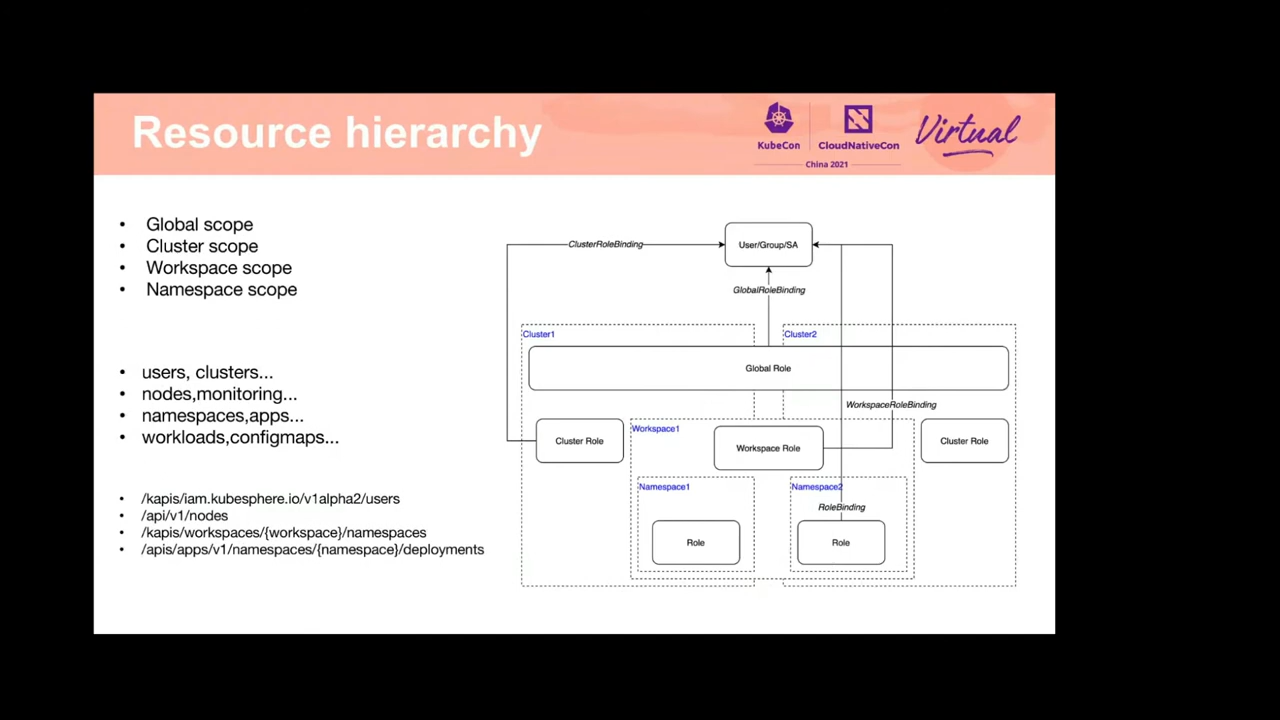 Resource hierarchy
KubeCon
CloudNativeCon
China 2021
Virtual
• Global scope
• Cluster scope
• Workspace scope
• Namespace scope
• users, clusters...
• nodes,monitoring...
• namespaces,apps...
• workloads,configmaps...
• /kapis/iam.kubesphere.io/v1alpha2/users
• /api/v1/nodes
• /kapis/workspaces/{workspace}/namespaces
• /apis/apps/v1/namespaces/{namespace}/deployments
ClusterRoleBinding
User/Group/SA
GlobalRoleBinding
Cluster1
Cluster2
Global Role
WorkspaceRoleBinding
Cluster Role
Workspace1
Workspace Role
Cluster Role
Namespace1
Namespace2
RoleBinding
Role
Role